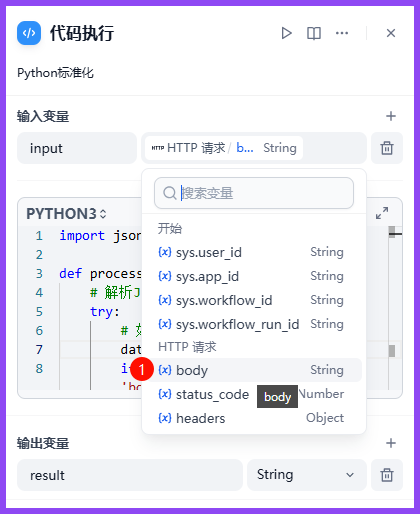 代码执行
Python标准化
输入变量
input HTTP HTTP 请求 / b... String
搜索变量
开始
{x} sys.user_id String
{x} sys.app_id String
{x} sys.workflow_id String
{x} sys.workflow_run_id String
HTTP 请求
1 {x} body String
{x} status_code Number
{x} headers Object
body
PYTHON3
1 import json
2
3 def process
4 # 解析J
5 try:
6 #
7 dat
8 i
输出变量
result String